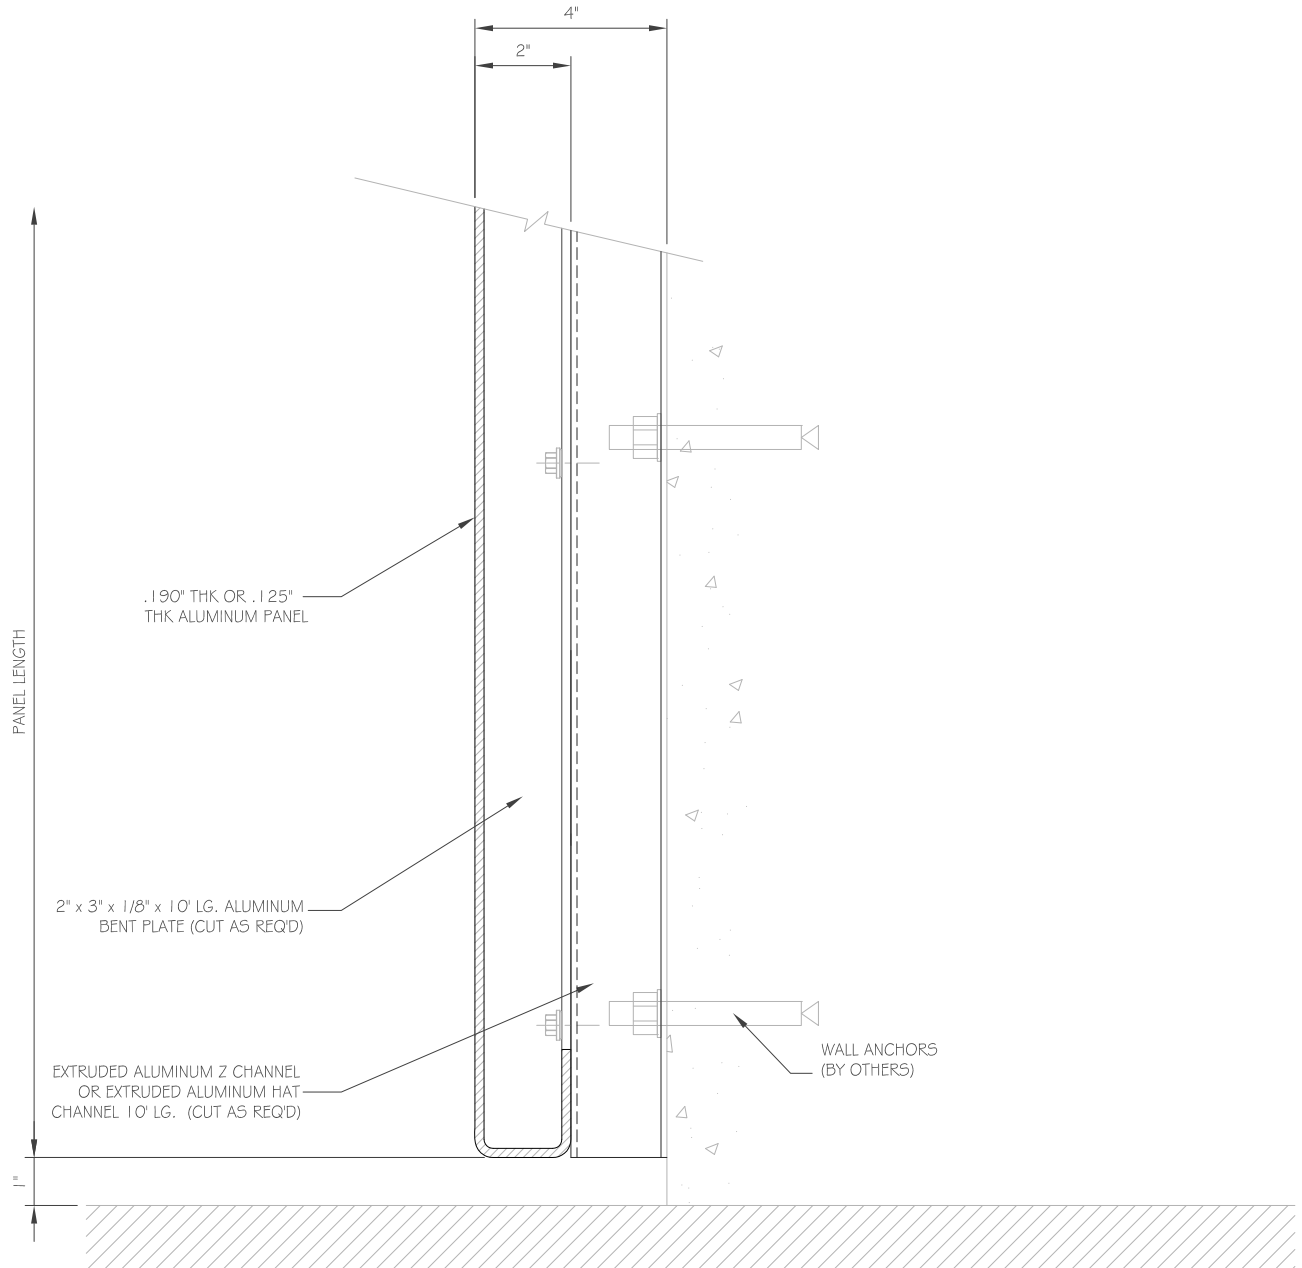 4"
2"
.190" THK OR .125"
THK ALUMINUM PANEL
PANEL LENGTH
2" x 3" x 1/8" x 10' LG. ALUMINUM
BENT PLATE (CUT AS REQ'D)
WALL ANCHORS
(BY OTHERS)
EXTRUDED ALUMINUM Z CHANNEL
OR EXTRUDED ALUMINUM HAT
CHANNEL 10' LG. (CUT AS REQ'D)
1"